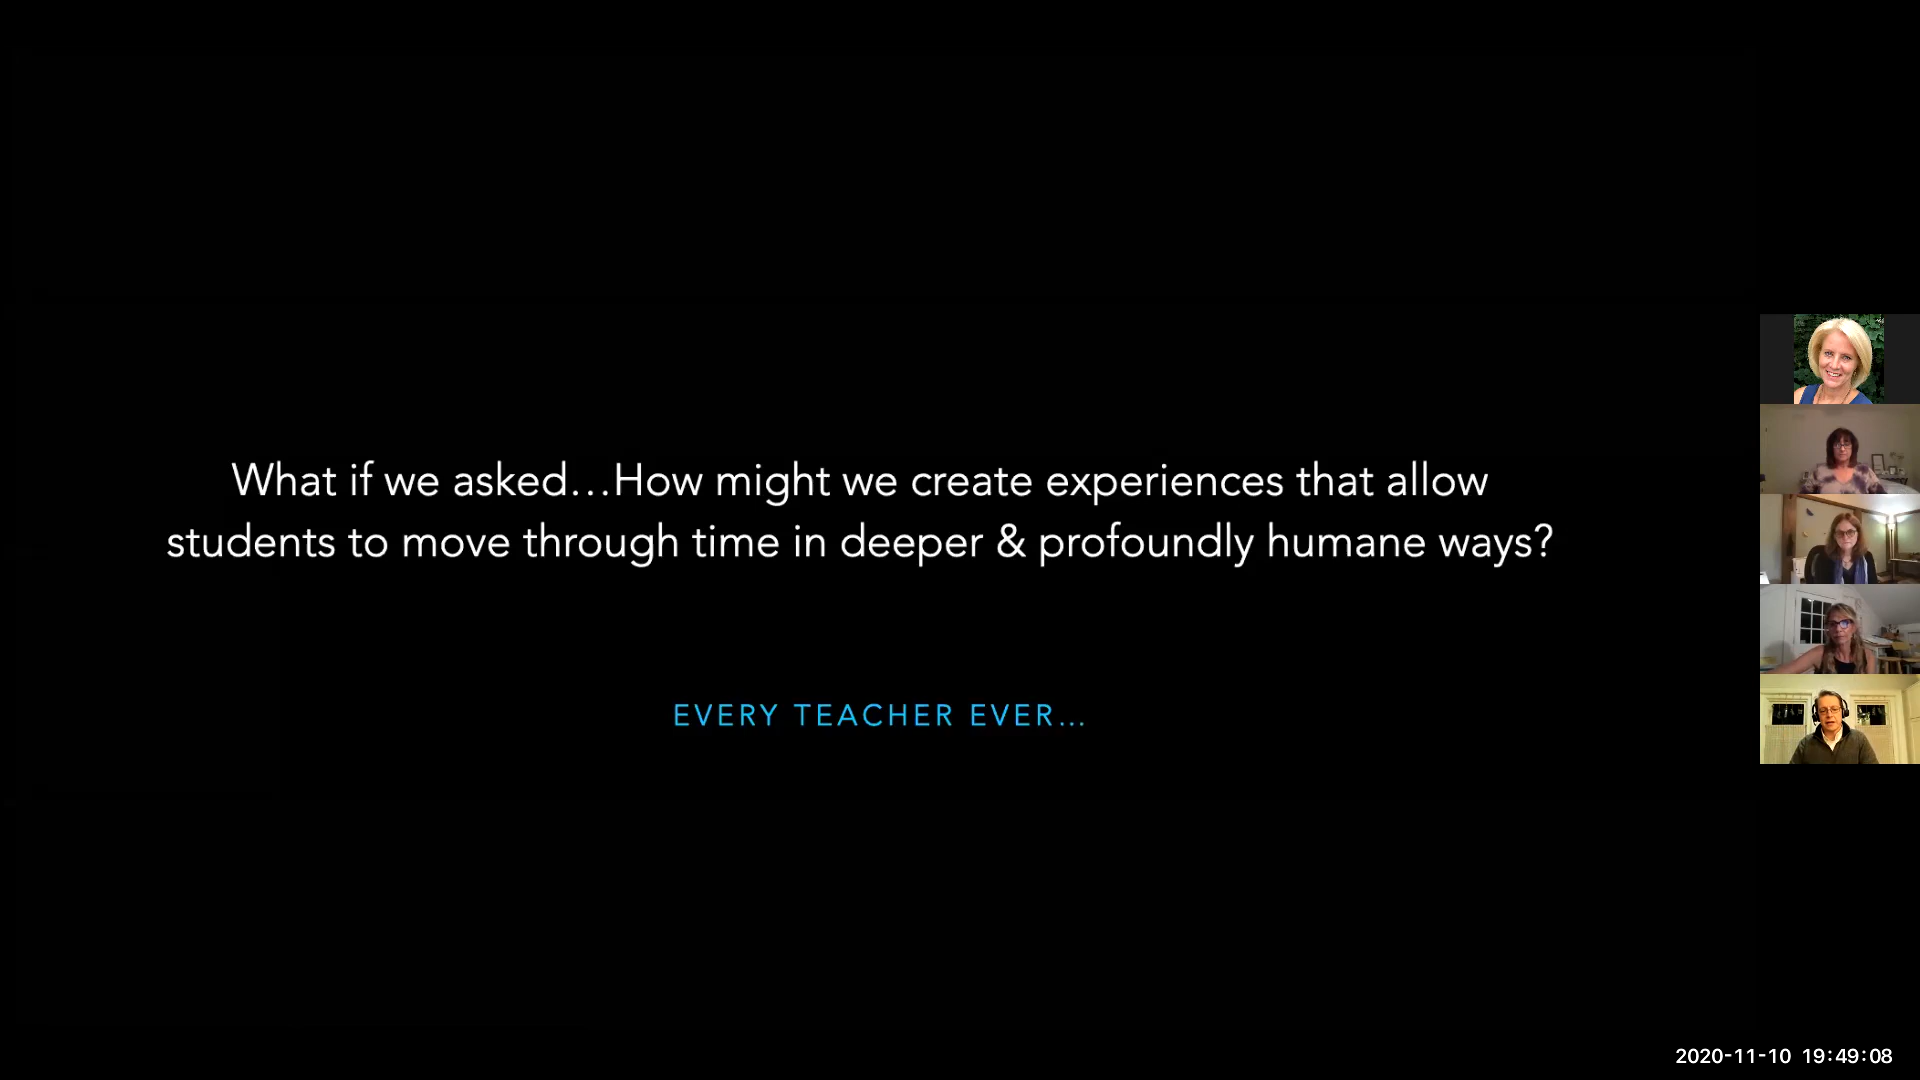 What if we asked…How might we create experiences that allow
students to move through time in deeper & profoundly humane ways?
EVERY TEACHER EVER…
2020-11-10 19:49:08